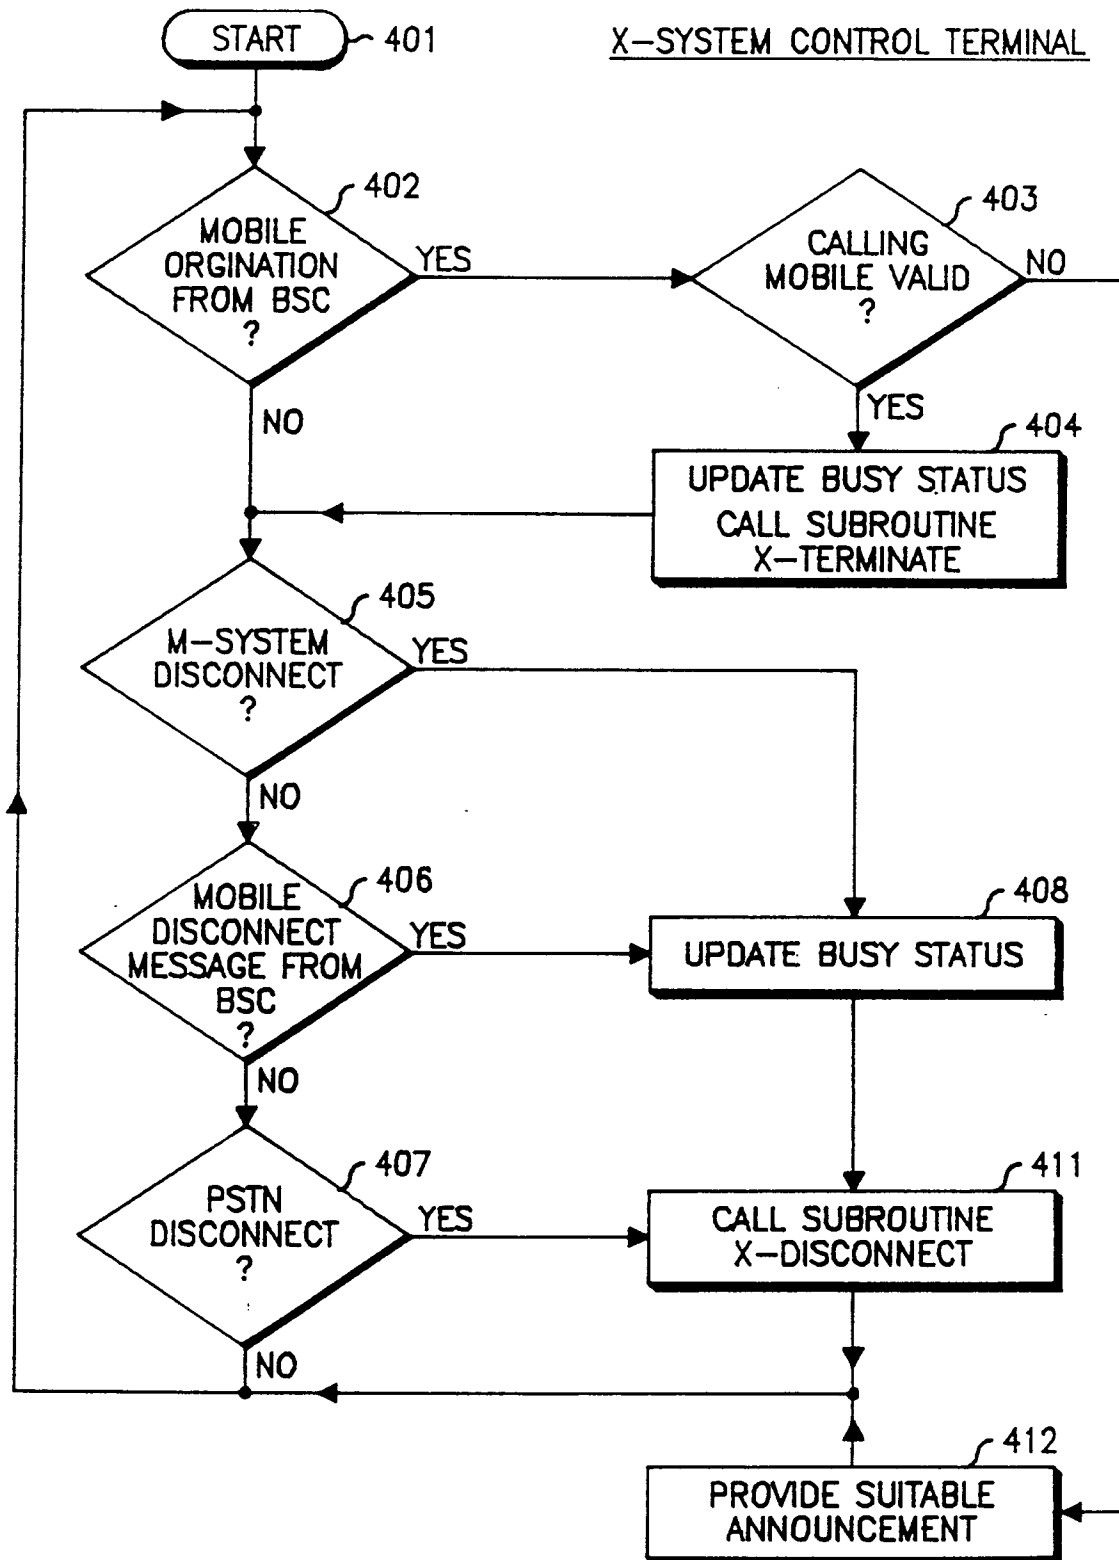 START
401
X-SYSTEM CONTROL TERMINAL
402
MOBILE
ORGINATION
FROM BSC
?
YES
NO
403
CALLING
MOBILE VALID
?
NO
YES
404
UPDATE BUSY STATUS
CALL SUBROUTINE
X-TERMINATE
405
M-SYSTEM
DISCONNECT
?
YES
NO
406
MOBILE
DISCONNECT
MESSAGE FROM
BSC
?
YES
NO
408
UPDATE BUSY STATUS
407
PSTN
DISCONNECT
?
YES
NO
411
CALL SUBROUTINE
X-DISCONNECT
412
PROVIDE SUITABLE
ANNOUNCEMENT